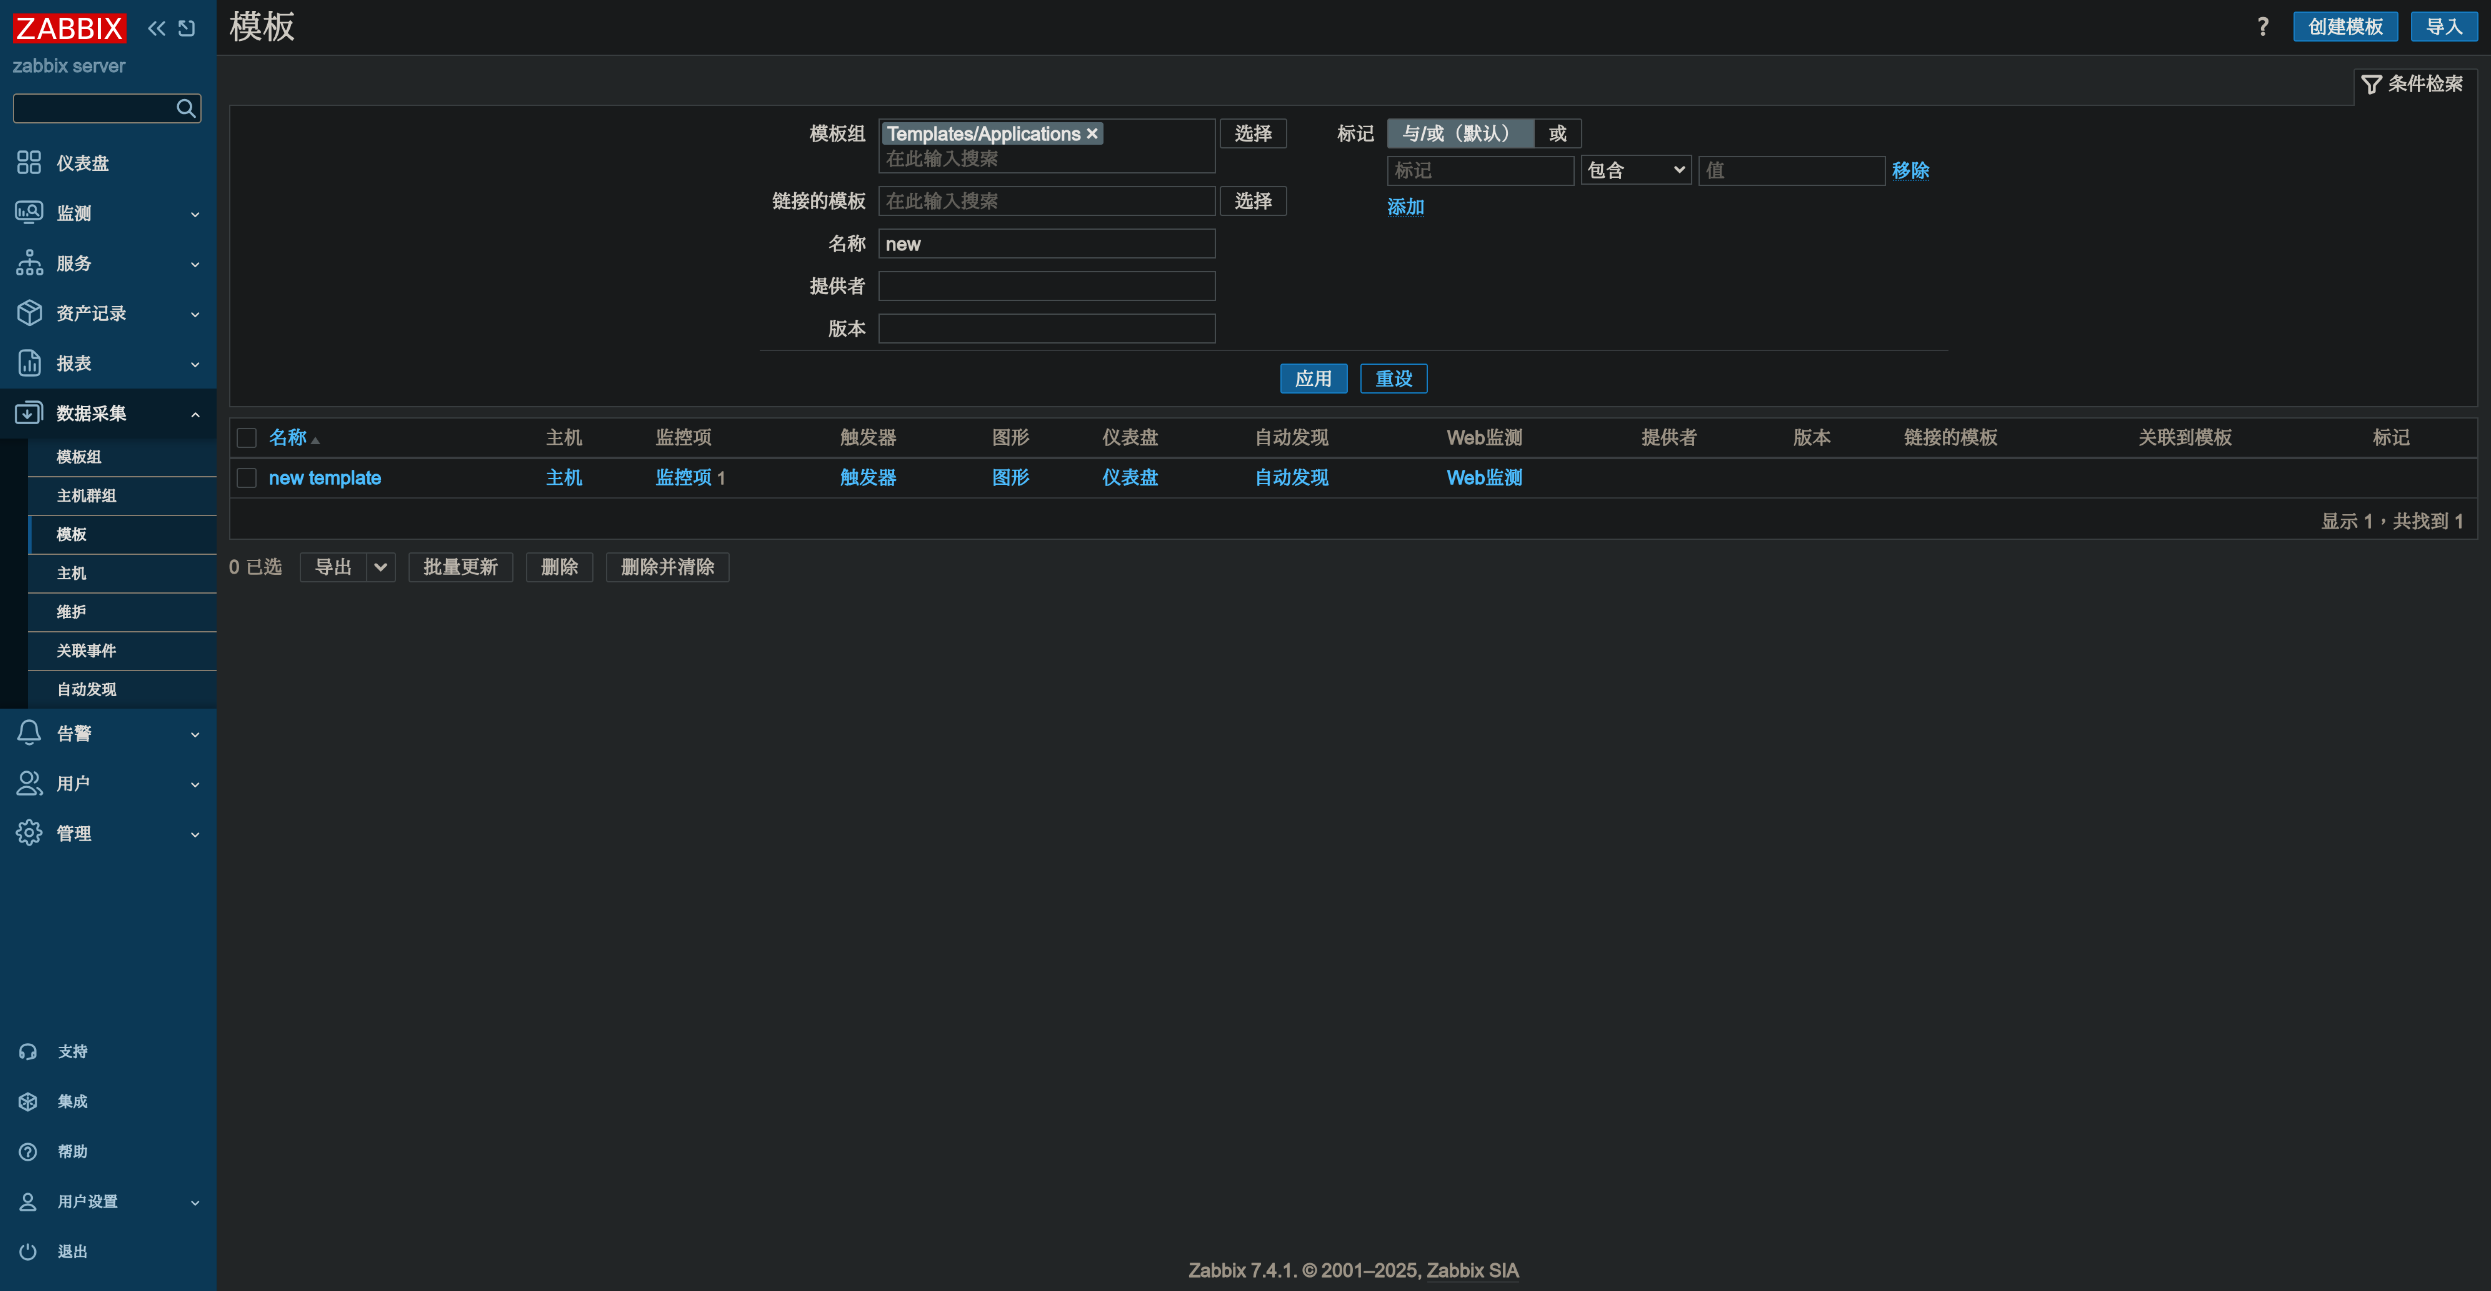 ZABBIX
zabbix server
仪表盘
监测
服务
资产记录
报表
数据采集
模板组
主机群组
模板
主机
维护
关联事件
自动发现
告警
用户
管理
支持
集成
帮助
用户设置
退出
模板
? 创建模板 导入
条件检索
模板组 Templates/Applications 选择
在此输入搜索
链接的模板 在此输入搜索 选择
名称 new
提供者
版本
标记 与/或（默认） 或
标记 包含 值 移除
添加
应用 重设
名称 主机 监控项 触发器 图形 仪表盘 自动发现 Web监测 提供者 版本 链接的模板 关联到模板 标记
new template 主机 监控项 1 触发器 图形 仪表盘 自动发现 Web监测
显示 1，共找到 1
0 已选 导出 批量更新 删除 删除并清除
Zabbix 7.4.1. © 2001–2025, Zabbix SIA